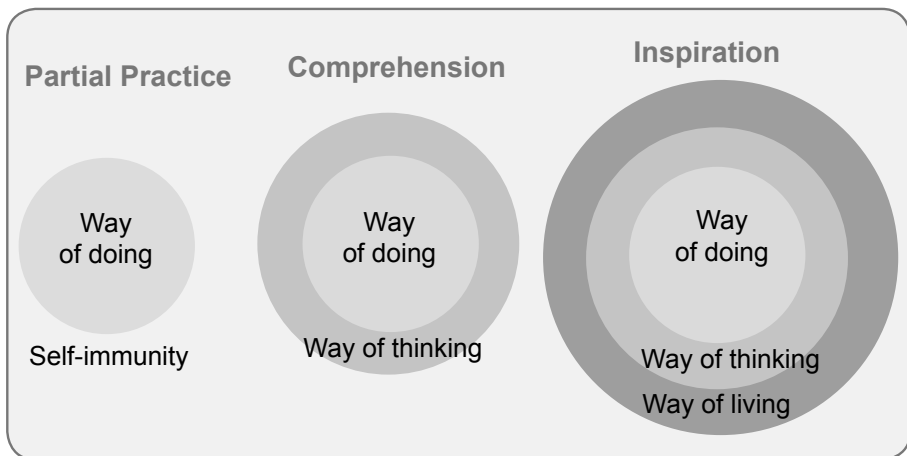 Partial Practice
Way
of doing
Self-immunity
Comprehension
Way
of doing
Way of thinking
Inspiration
Way
of doing
Way of thinking
Way of living